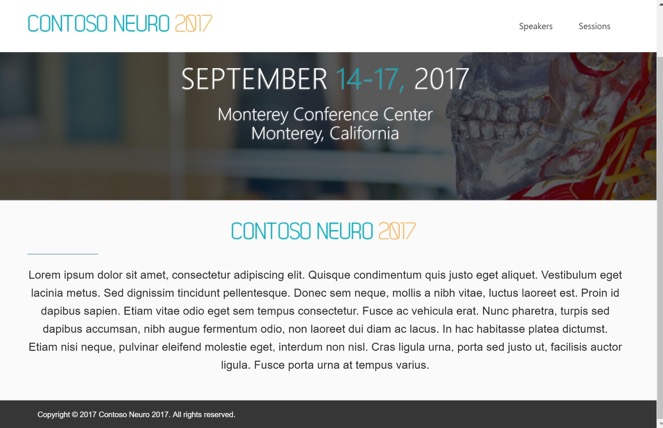 CONTOSO NEURO 2017
Speakers Sessions
SEPTEMBER 14-17, 2017
Monterey Conference Center
Monterey, California
CONTOSO NEURO 2017
Lorem ipsum dolor sit amet, consectetur adipiscing elit. Quisque condimentum quis justo eget aliquet. Vestibulum eget
lacinia metus. Sed dignissim tincidunt pellentesque. Donec sem neque, mollis a nibh vitae, luctus laoreet est. Proin id
dapibus sapien. Etiam vitae odio eget sem tempus consectetur. Fusce ac vehicula erat. Nunc pharetra, turpis sed
dapibus accumsan, nibh augue fermentum odio, non laoreet dui diam ac lacus. In hac habitasse platea dictumst.
Etiam nisi neque, pulvinar eleifend molestie eget, interdum non nisl. Cras ligula urna, porta sed justo ut, facilisis auctor
ligula. Fusce porta urna at tempus varius.
Copyright © 2017 Contoso Neuro 2017. All rights reserved.